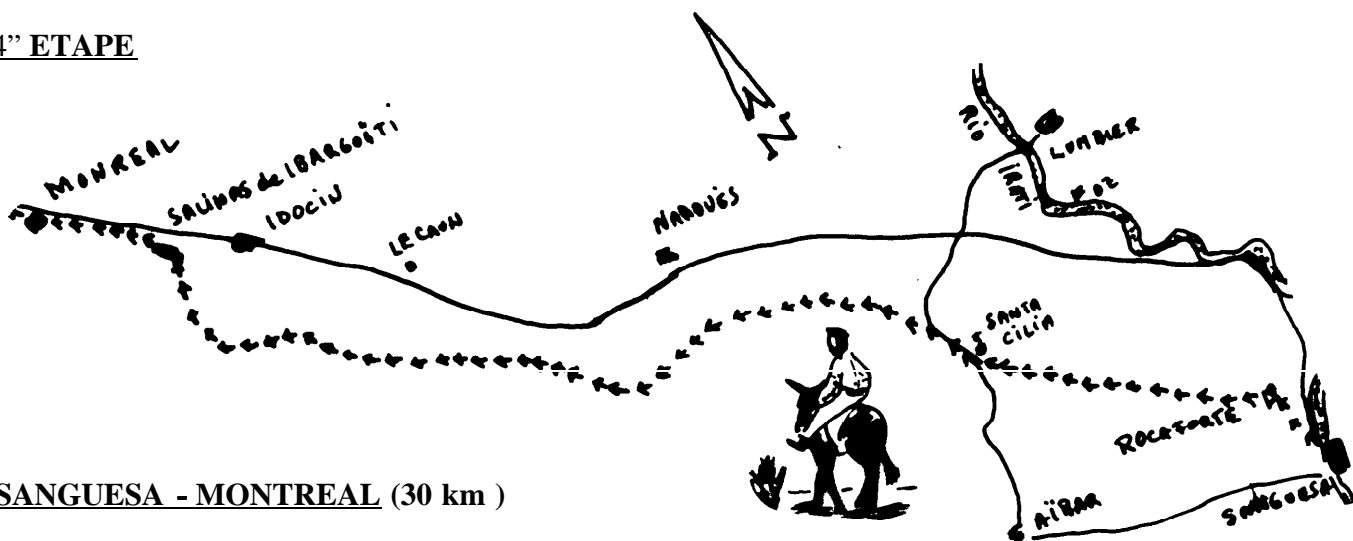 4” ETAPE
MONREAL
SALINAS de IBARGOITI
IDOCIN
LECAUN
NARDUÉS
RIO
IRATI
LUMBIER
FOZ
N
SANTA
CILIA
ROCAFORTE
AÏBAR
SANGUESA
SANGUESA - MONTREAL (30 km )